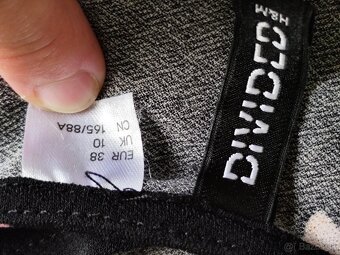 DIVIDED
H&M
EUR 38
UK 10
CN 165/88A